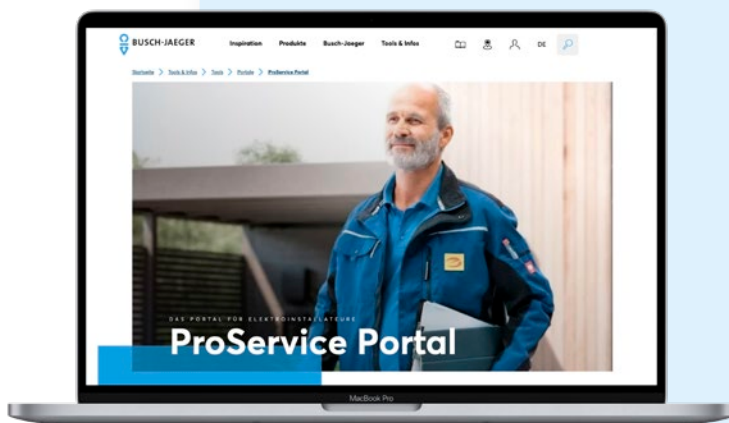 BUSCH-JAEGER
Inspiration Produkte Busch-Jaeger Tools & Infos DE
Startseite > Tools & Infos > Tools > Portale > ProService Portal
DAS PORTAL FÜR ELEKTROINSTALLATEURE
ProService Portal
MacBook Pro